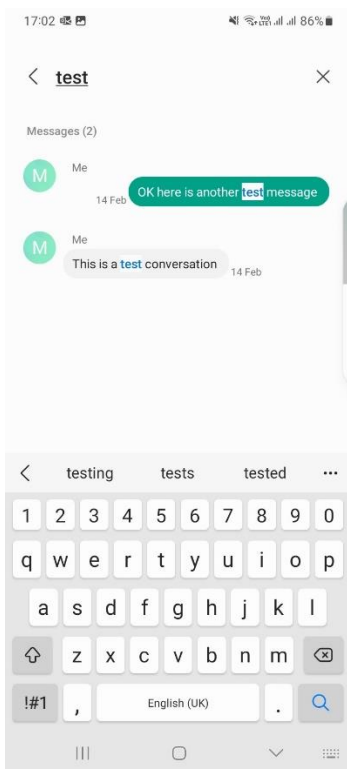 17:02 86%
test
Messages (2)
M Me
14 Feb OK here is another test message
M Me
This is a test conversation 14 Feb
testing tests tested
1 2 3 4 5 6 7 8 9 0
q w e r t y u i o p
a s d f g h j k l
z x c v b n m
!#1 , English (UK) .